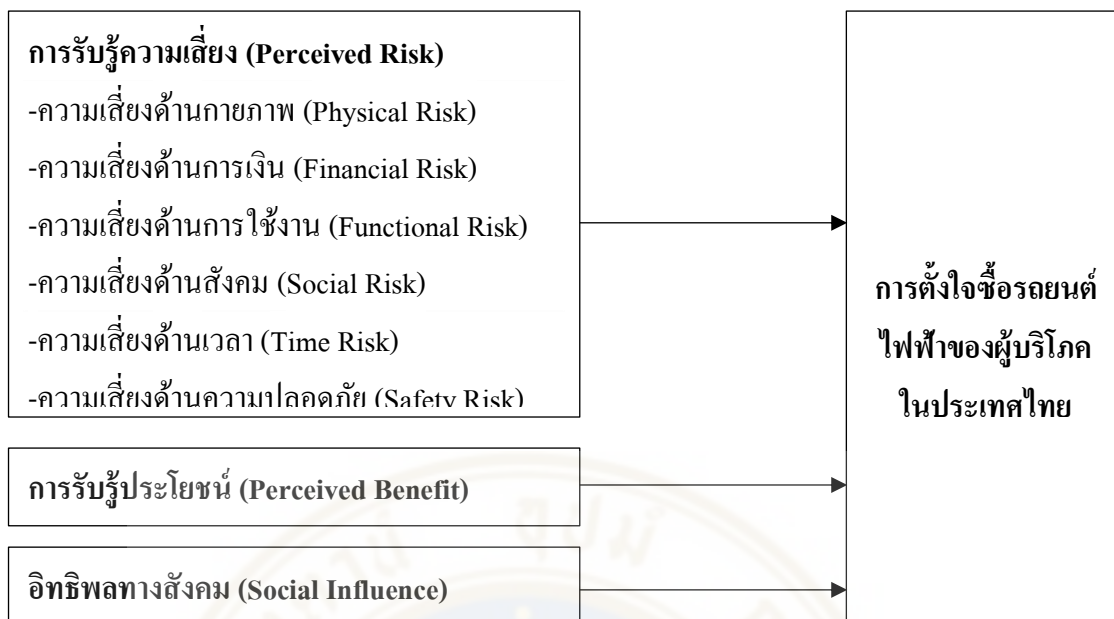 การรับรู้ความเสี่ยง (Perceived Risk)
-ความเสี่ยงด้านกายภาพ (Physical Risk)
-ความเสี่ยงด้านการเงิน (Financial Risk)
-ความเสี่ยงด้านการใช้งาน (Functional Risk)
-ความเสี่ยงด้านสังคม (Social Risk)
-ความเสี่ยงด้านเวลา (Time Risk)
-ความเสี่ยงด้านความปลอดภัย (Safety Risk)
การรับรู้ประโยชน์ (Perceived Benefit)
อิทธิพลทางสังคม (Social Influence)
การตั้งใจซื้อรถยนต์
ไฟฟ้าของผู้บริโภค
ในประเทศไทย